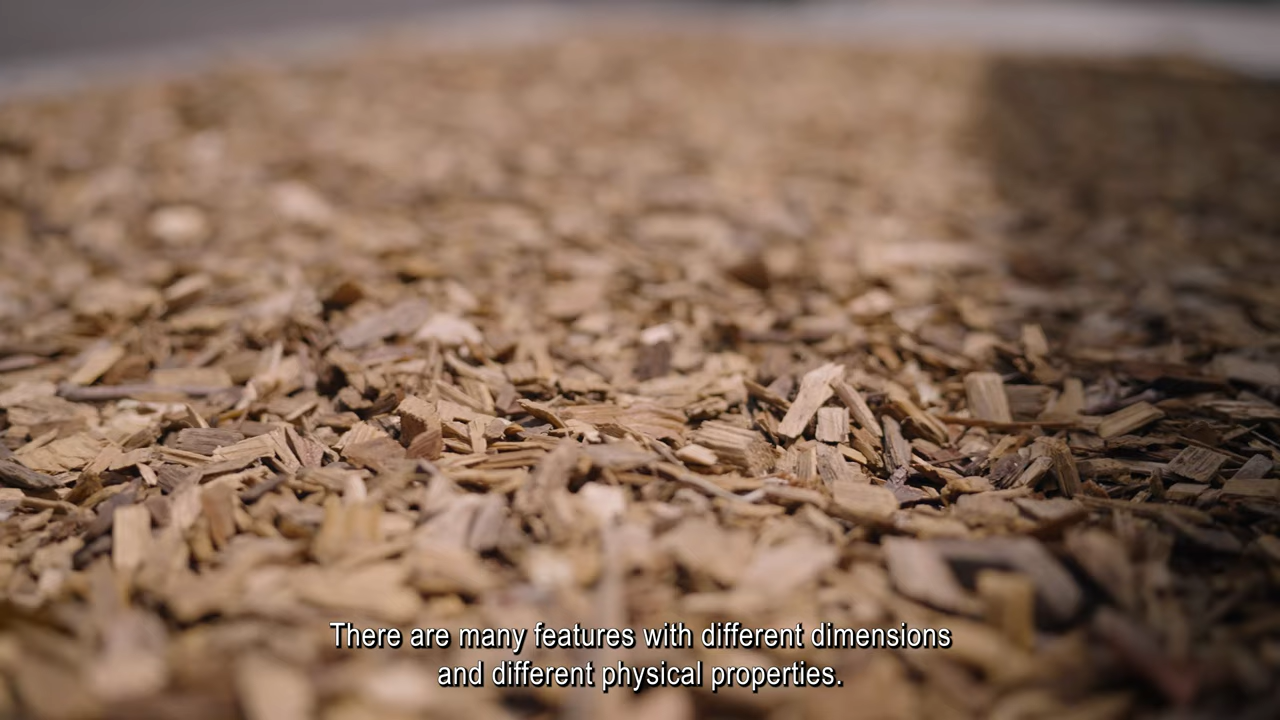 There are many features with different dimensions
and different physical properties.